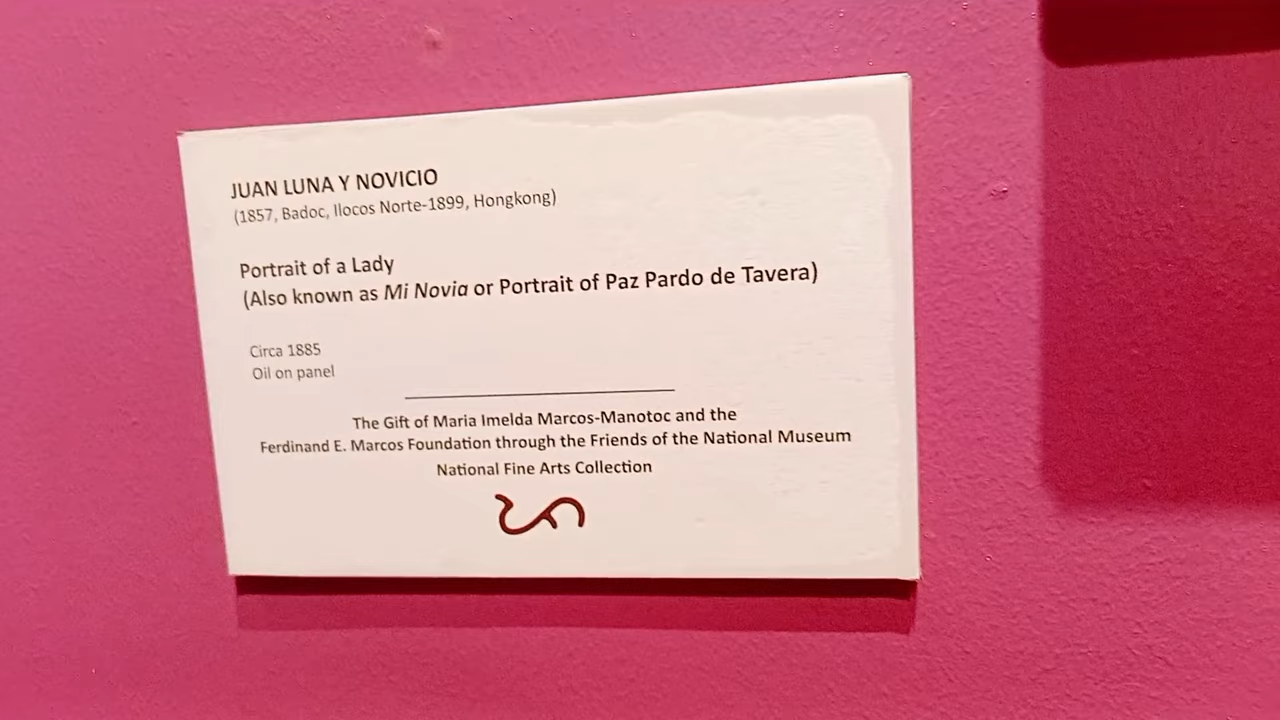 JUAN LUNA Y NOVICIO
(1857, Badoc, Ilocos Norte-1899, Hongkong)
Portrait of a Lady
(Also known as Mi Novia or Portrait of Paz Pardo de Tavera)
Circa 1885
Oil on panel
The Gift of Maria Imelda Marcos-Manotoc and the
Ferdinand E. Marcos Foundation through the Friends of the National Museum
National Fine Arts Collection
ᜉ